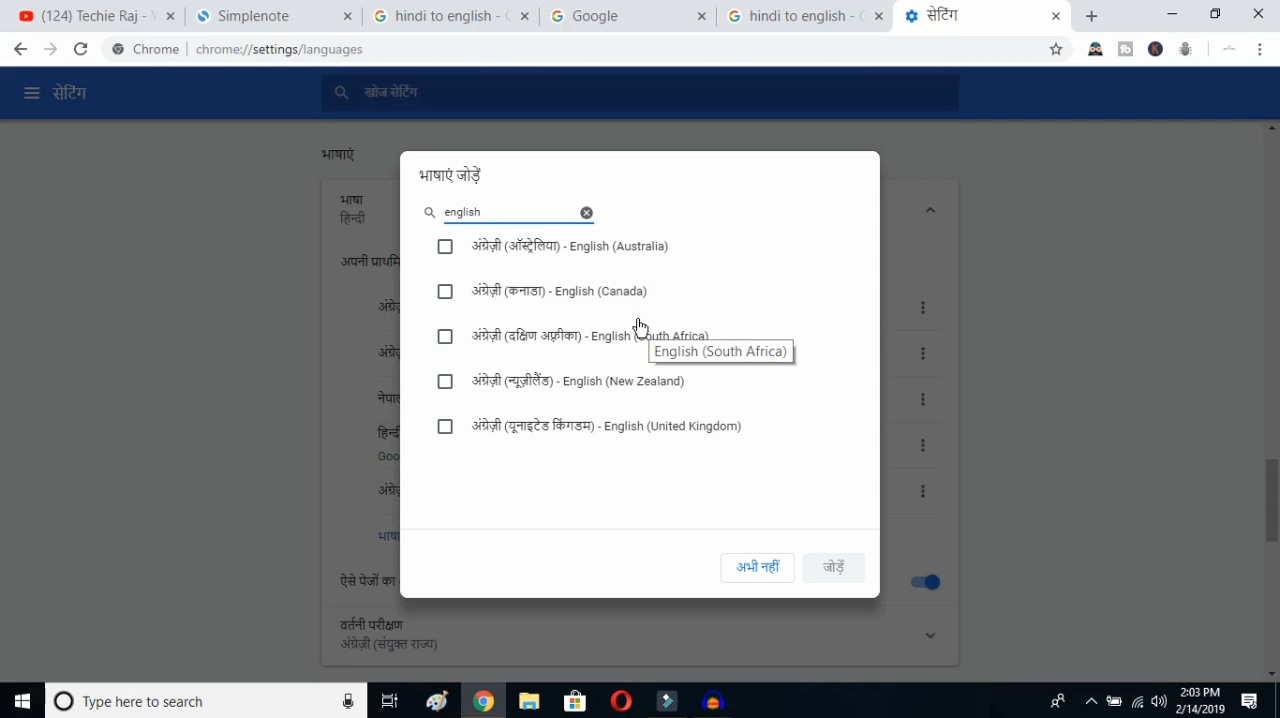 (124) Techie Raj - Y
Simplenote
hindi to english - G
Google
hindi to english - G
सेटिंग
Chrome
chrome://settings/languages
सेटिंग
खोज सेटिंग
भाषाएं
भाषा
हिन्दी
भाषाएं जोड़ें
english
अंग्रेज़ी (ऑस्ट्रेलिया) - English (Australia)
अंग्रेज़ी (कनाडा) - English (Canada)
अंग्रेज़ी (दक्षिण अफ़्रीका) - English (South Africa)
English (South Africa)
अंग्रेज़ी (न्यूज़ीलैंड) - English (New Zealand)
अंग्रेज़ी (यूनाइटेड किंगडम) - English (United Kingdom)
अपनी
हिन्दी
अभी नहीं
जोड़ें
ऐसे पेजों का
वर्तनी परीक्षण
अंग्रेज़ी (संयुक्त राज्य)
Type here to search
2:03 PM
2/14/2019